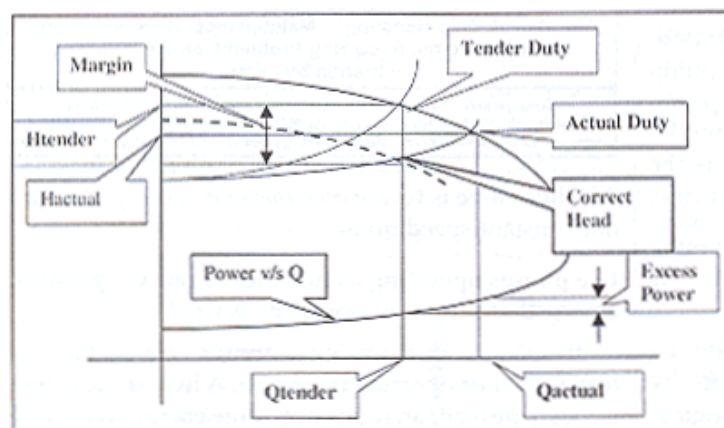 Margin
Tender Duty
Htender
Actual Duty
Hactual
Correct
Head
Power v/s Q
Excess
Power
Qtender
Qactual